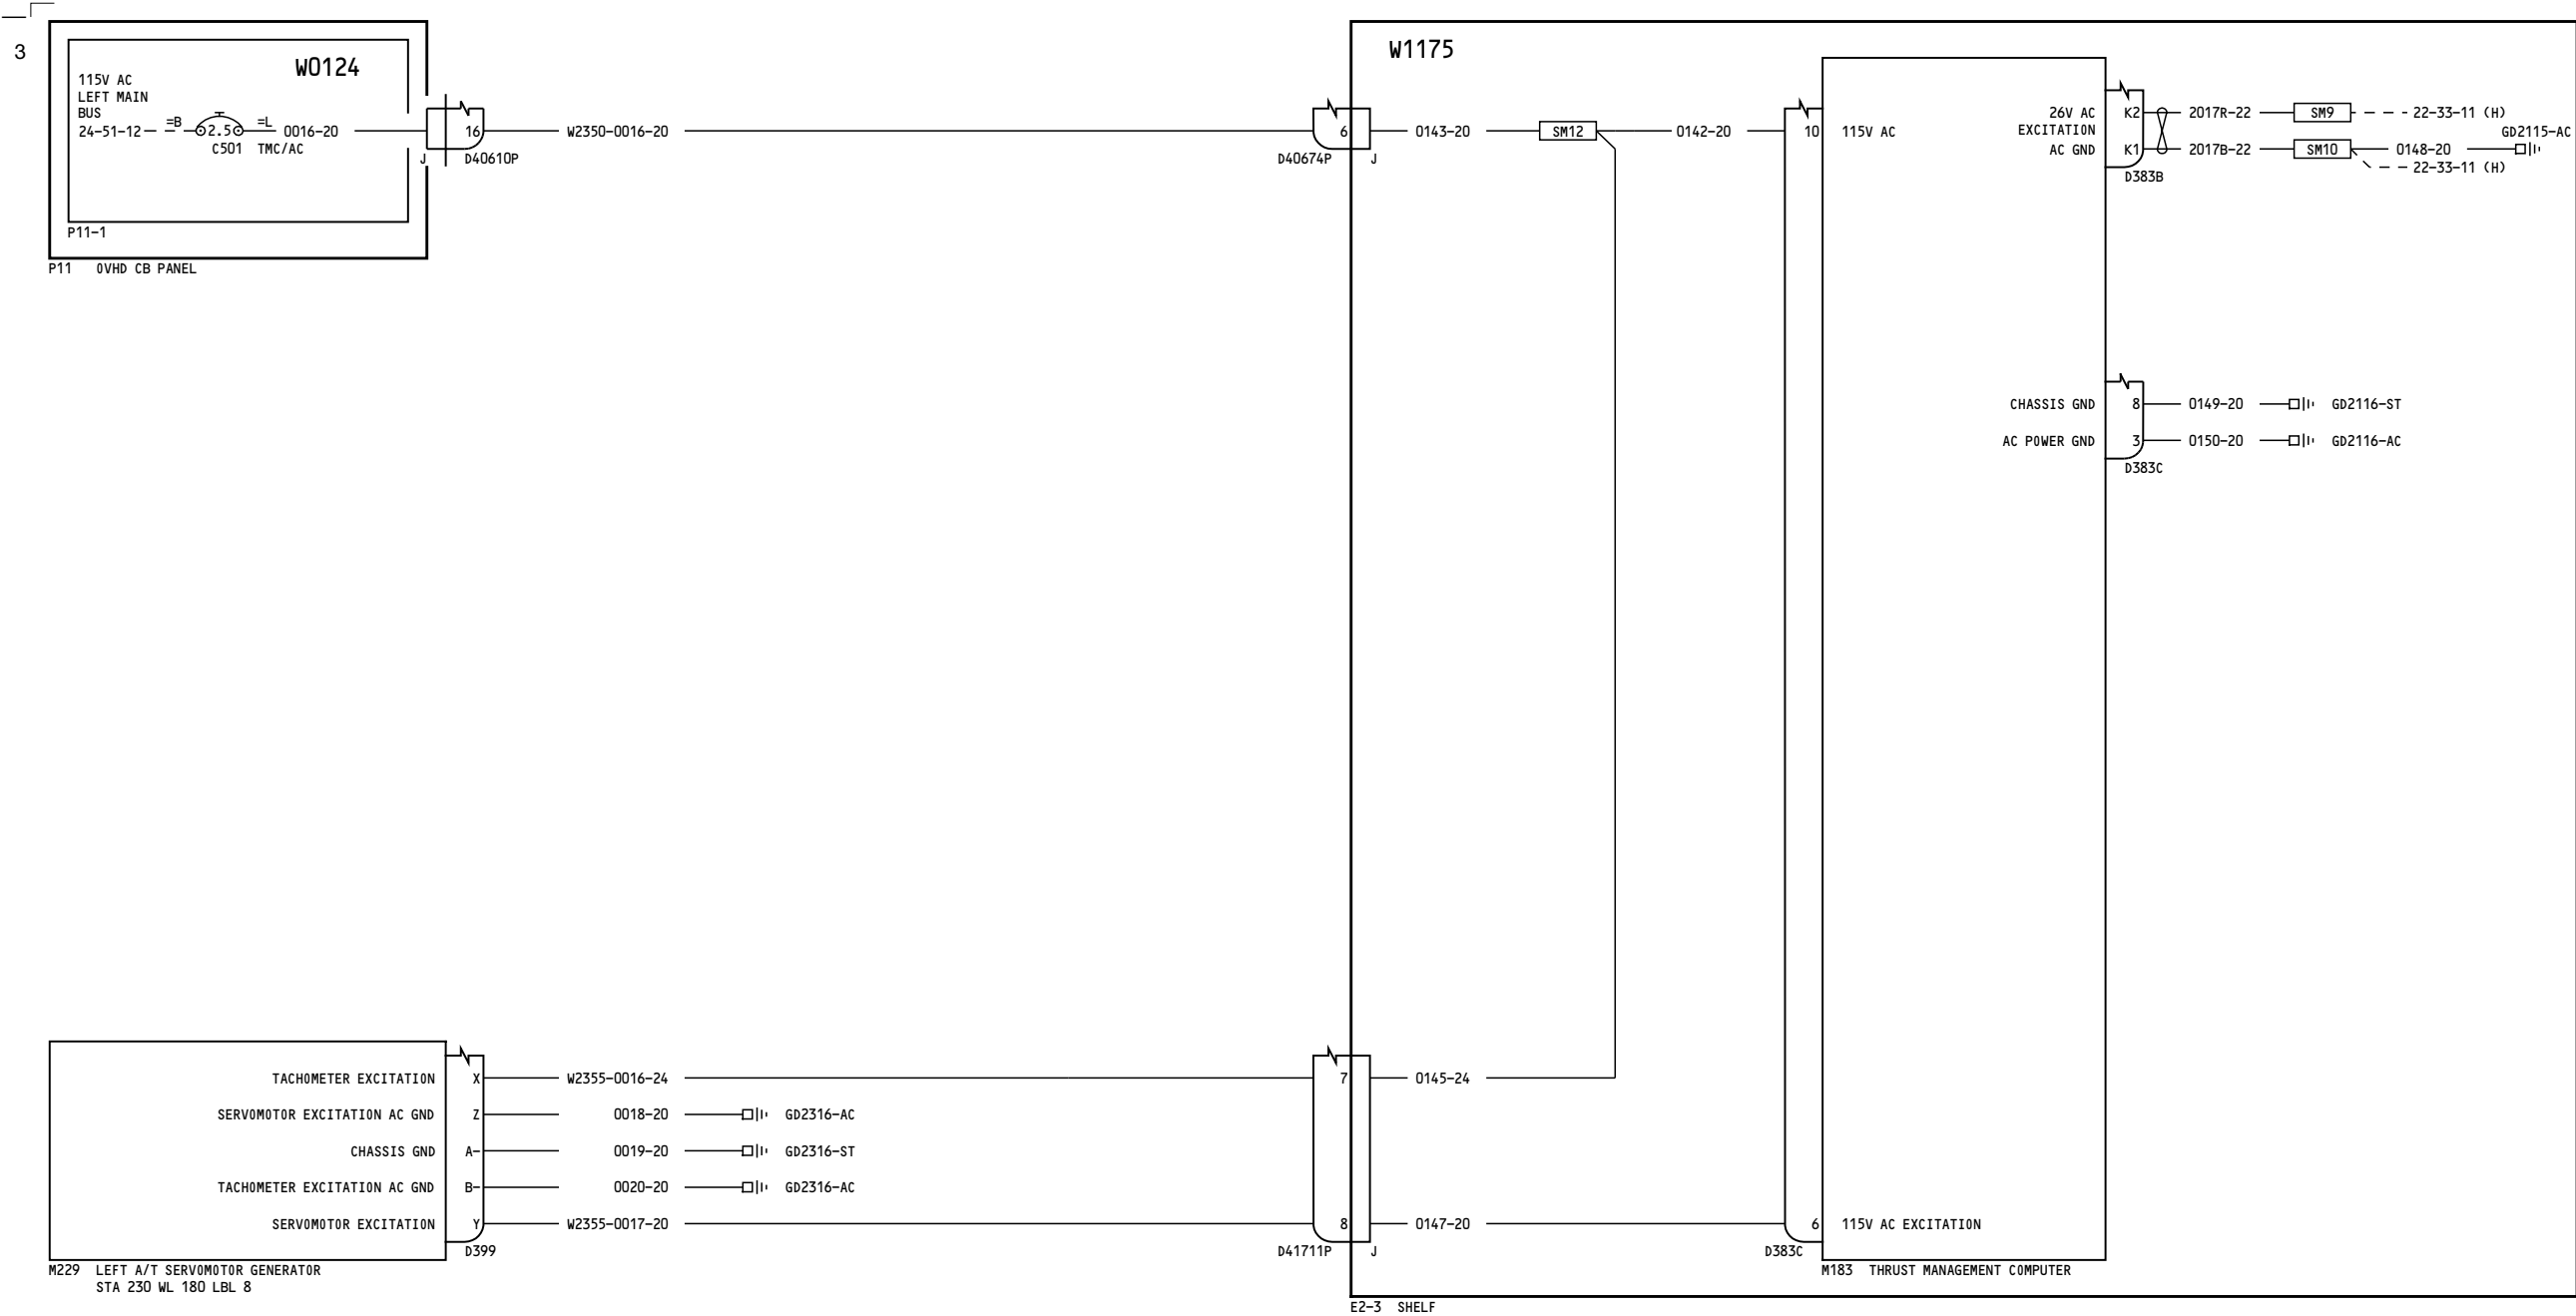 3
W0124
115V AC
LEFT MAIN
BUS
24-51-12
=B
2.5
=L
0016-20
C501 TMC/AC
J
16
D40610P
P11-1
P11 OVHD CB PANEL
W2350-0016-20
W1175
6
D40674P
J
0143-20
SM12
0142-20
10
115V AC
26V AC
EXCITATION
AC GND
K2
K1
D383B
2017R-22
SM9
22-33-11 (H)
GD2115-AC
2017B-22
SM10
0148-20
22-33-11 (H)
CHASSIS GND
8
0149-20
GD2116-ST
AC POWER GND
3
0150-20
GD2116-AC
D383C
TACHOMETER EXCITATION
X
W2355-0016-24
7
0145-24
SERVOMOTOR EXCITATION AC GND
Z
0018-20
GD2316-AC
CHASSIS GND
A-
0019-20
GD2316-ST
TACHOMETER EXCITATION AC GND
B-
0020-20
GD2316-AC
SERVOMOTOR EXCITATION
Y
W2355-0017-20
8
0147-20
6
115V AC EXCITATION
D399
D41711P
J
D383C
M229 LEFT A/T SERVOMOTOR GENERATOR
STA 230 WL 180 LBL 8
M183 THRUST MANAGEMENT COMPUTER
E2-3 SHELF